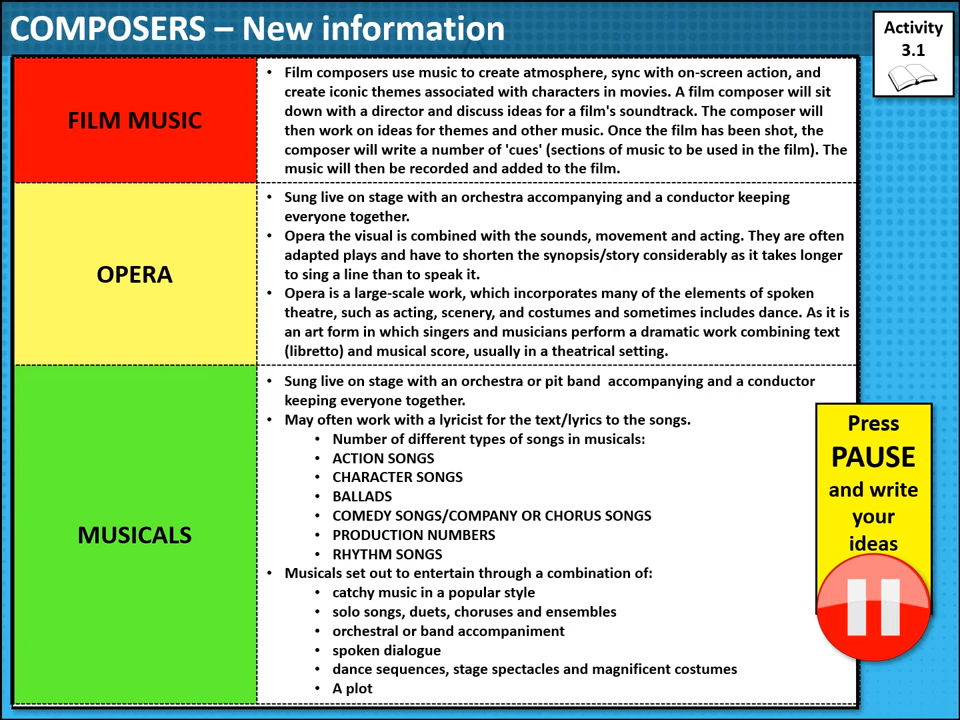 COMPOSERS – New information
Activity
3.1
FILM MUSIC
• Film composers use music to create atmosphere, sync with on-screen action, and
create iconic themes associated with characters in movies. A film composer will sit
down with a director and discuss ideas for a film's soundtrack. The composer will
then work on ideas for themes and other music. Once the film has been shot, the
composer will write a number of 'cues' (sections of music to be used in the film). The
music will then be recorded and added to the film.
OPERA
• Sung live on stage with an orchestra accompanying and a conductor keeping
everyone together.
• Opera the visual is combined with the sounds, movement and acting. They are often
adapted plays and have to shorten the synopsis/story considerably as it takes longer
to sing a line than to speak it.
• Opera is a large-scale work, which incorporates many of the elements of spoken
theatre, such as acting, scenery, and costumes and sometimes includes dance. As it is
an art form in which singers and musicians perform a dramatic work combining text
(libretto) and musical score, usually in a theatrical setting.
MUSICALS
• Sung live on stage with an orchestra or pit band accompanying and a conductor
keeping everyone together.
• May often work with a lyricist for the text/lyrics to the songs.
• Number of different types of songs in musicals:
• ACTION SONGS
• CHARACTER SONGS
• BALLADS
• COMEDY SONGS/COMPANY OR CHORUS SONGS
• PRODUCTION NUMBERS
• RHYTHM SONGS
• Musicals set out to entertain through a combination of:
• catchy music in a popular style
• solo songs, duets, choruses and ensembles
• orchestral or band accompaniment
• spoken dialogue
• dance sequences, stage spectacles and magnificent costumes
• A plot
Press
PAUSE
and write
your
ideas